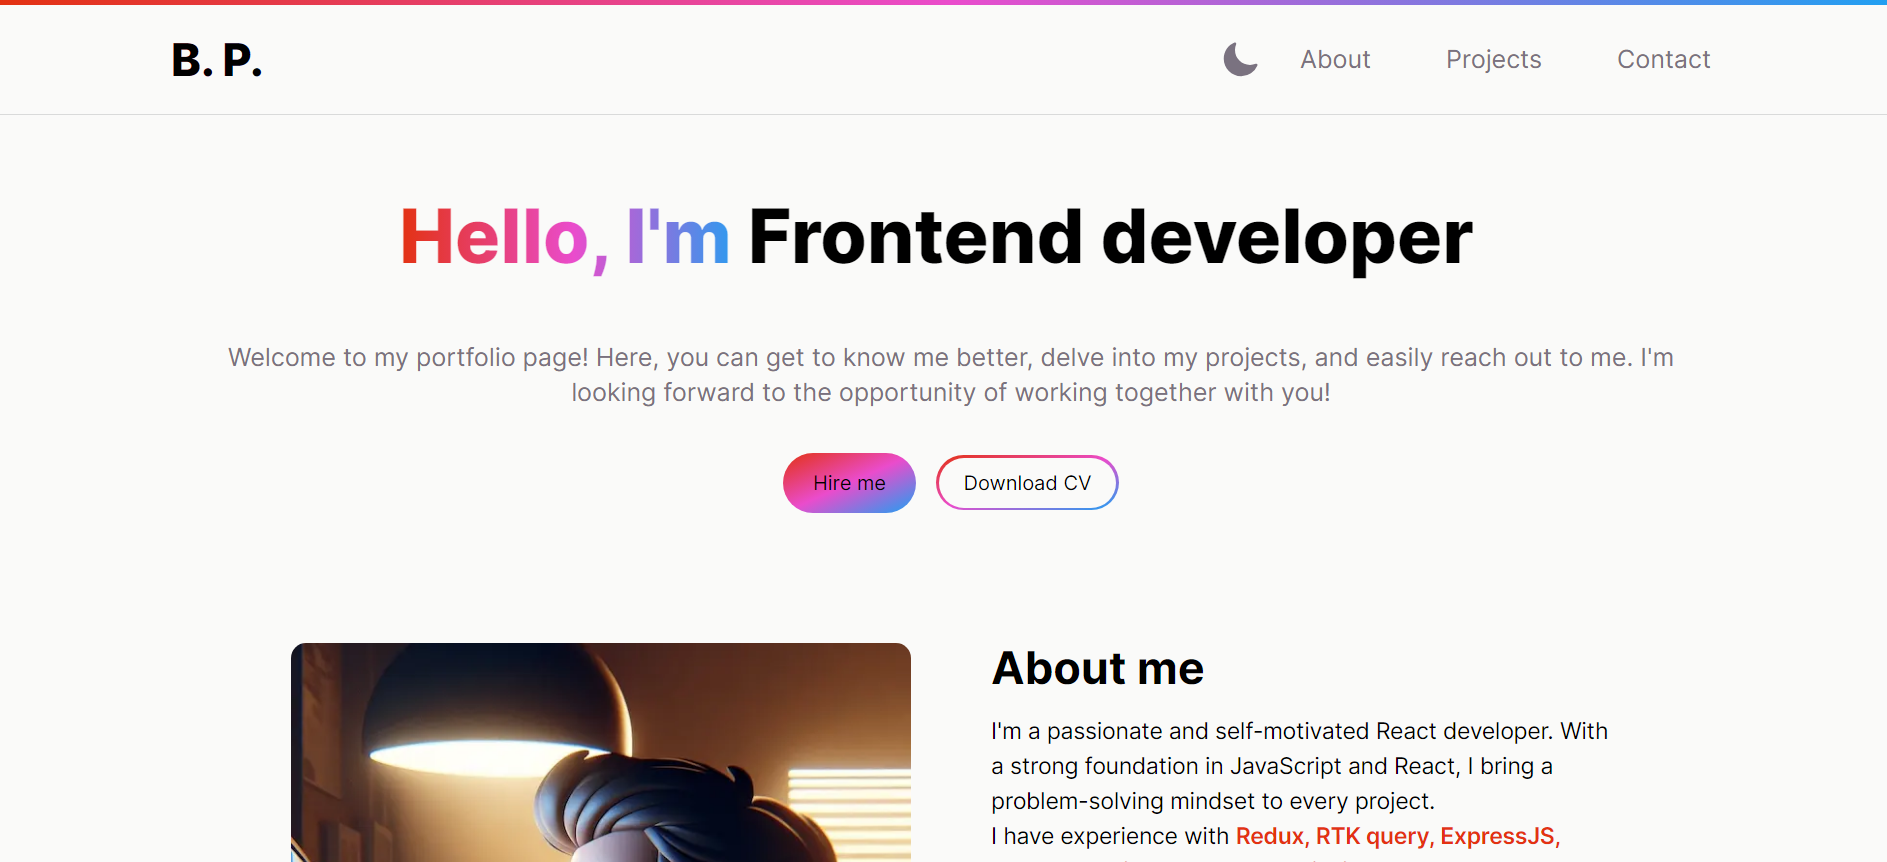 B. P.
About
Projects
Contact
Hello, I'm Frontend developer
Welcome to my portfolio page! Here, you can get to know me better, delve into my projects, and easily reach out to me. I'm
looking forward to the opportunity of working together with you!
Hire me
Download CV
About me
I'm a passionate and self-motivated React developer. With
a strong foundation in JavaScript and React, I bring a
problem-solving mindset to every project.
I have experience with Redux, RTK query, ExpressJS,